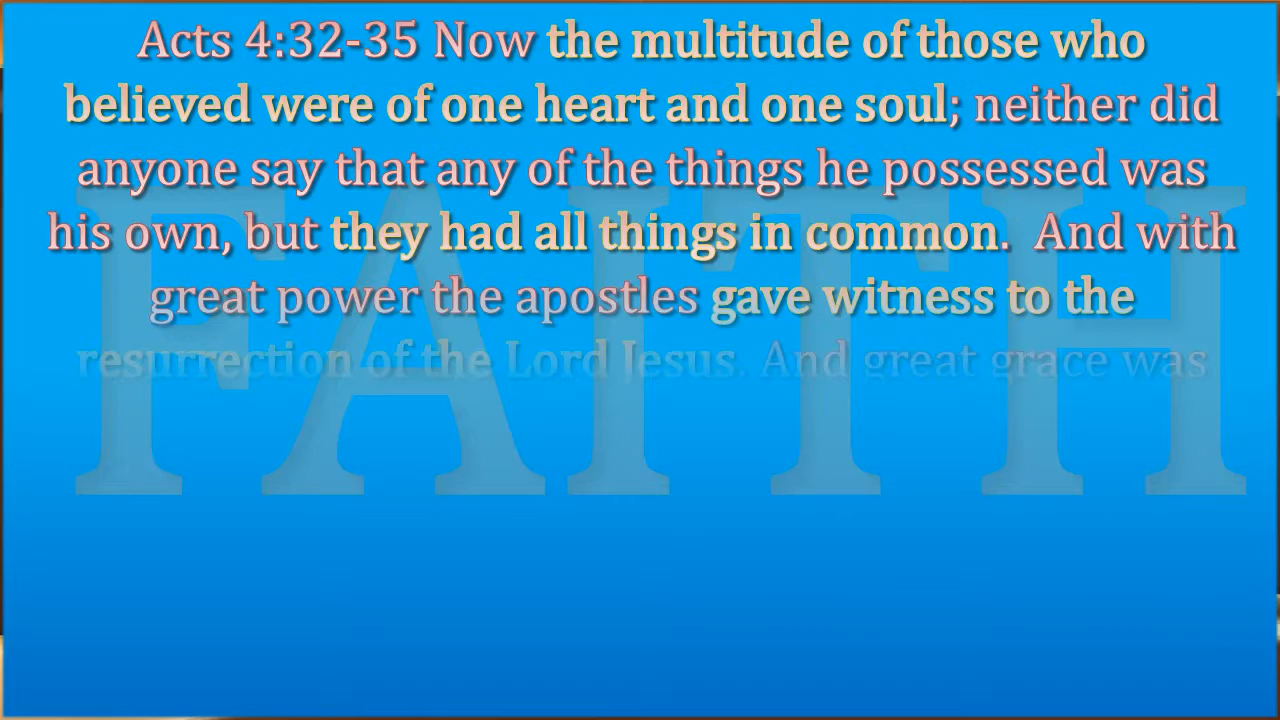 Acts 4:32-35 Now the multitude of those who
believed were of one heart and one soul; neither did
anyone say that any of the things he possessed was
his own, but they had all things in common.  And with
great power the apostles gave witness to the
resurrection of the Lord Jesus. And great grace was
FAITH